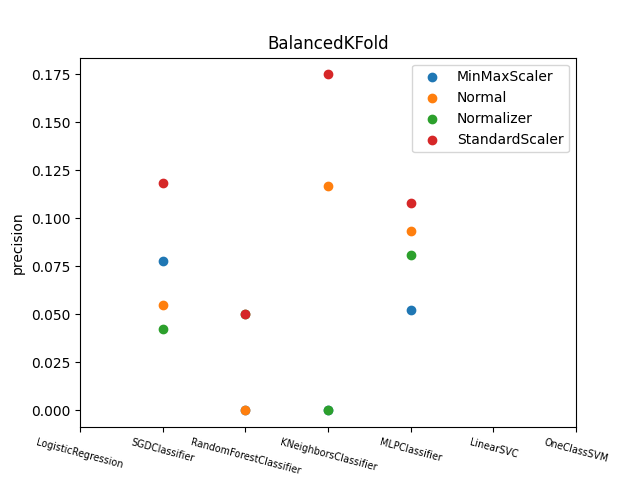 BalancedKFold
MinMaxScaler
Normal
Normalizer
StandardScaler
precision
0.175
0.150
0.125
0.100
0.075
0.050
0.025
0.000
LogisticRegression
SGDClassifier
RandomForestClassifier
KNeighborsClassifier
MLPClassifier
LinearSVC
OneClassSVM